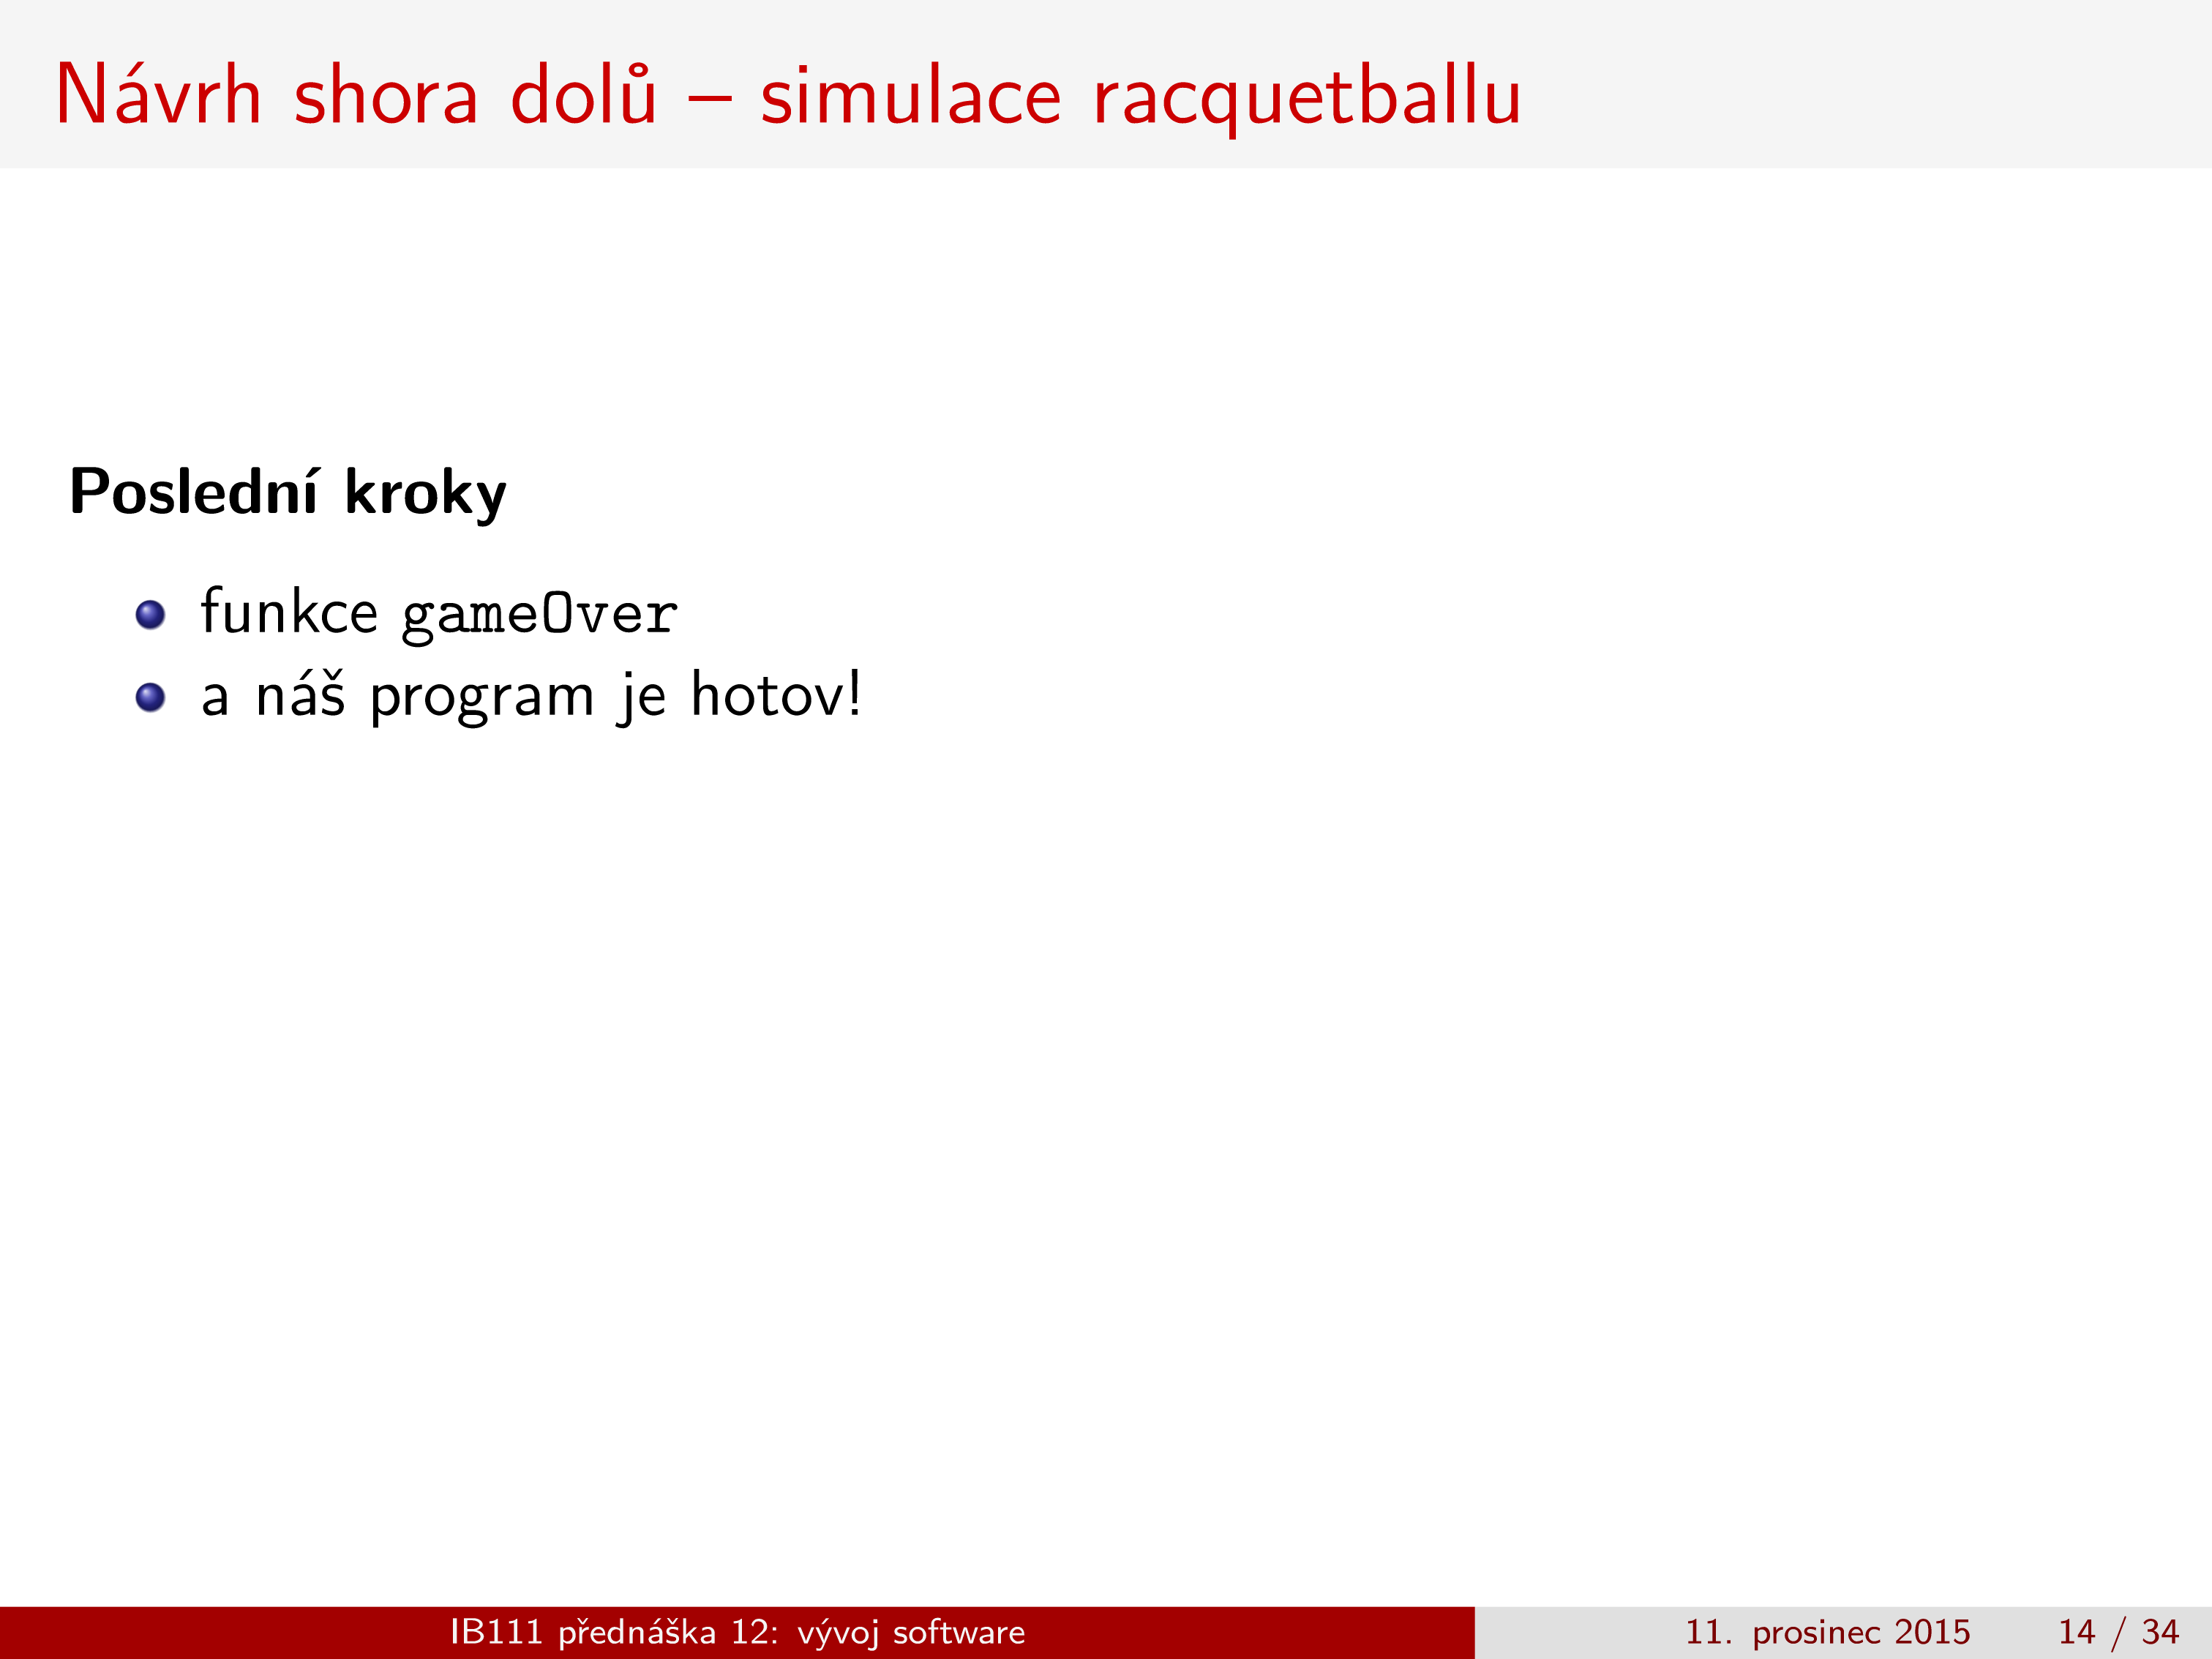 Návrh shora dolů – simulace racquetballu
Poslední kroky
funkce gameOver
a náš program je hotov!
IB111 přednáška 12: vývoj software
11. prosinec 2015
14 / 34